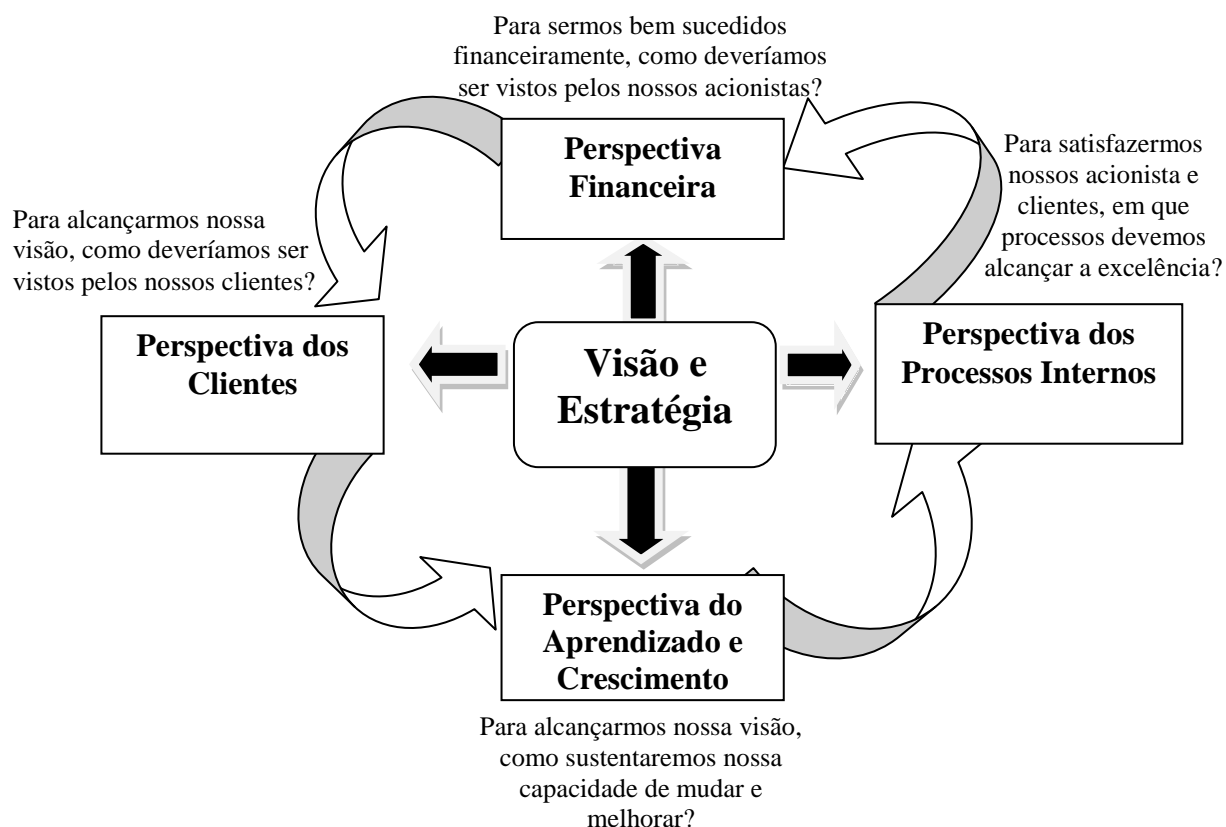 Para sermos bem sucedidos
financeiramente, como deveríamos
ser vistos pelos nossos acionistas?
Perspectiva
Financeira
Para satisfazermos
nossos acionista e
clientes, em que
processos devemos
alcançar a excelência?
Para alcançarmos nossa
visão, como deveríamos ser
vistos pelos nossos clientes?
Perspectiva dos
Clientes
Visão e
Estratégia
Perspectiva dos
Processos Internos
Perspectiva do
Aprendizado e
Crescimento
Para alcançarmos nossa visão,
como sustentaremos nossa
capacidade de mudar e
melhorar?